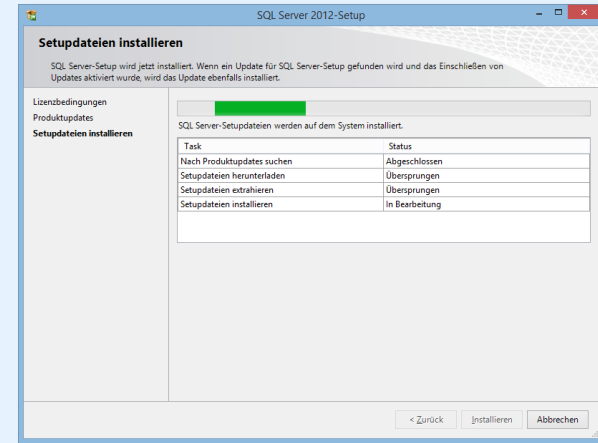 SQL Server 2012-Setup
Setupdateien installieren
SQL Server-Setup wird jetzt installiert. Wenn ein Update für SQL Server-Setup gefunden wird und das Einschließen von
Updates aktiviert wurde, wird das Update ebenfalls installiert.
Lizenzbedingungen
Produktupdates
Setupdateien installieren
SQL Server-Setupdateien werden auf dem System installiert.
Task Status
Nach Produktupdates suchen Abgeschlossen
Setupdateien herunterladen Übersprungen
Setupdateien extrahieren Übersprungen
Setupdateien installieren In Bearbeitung
< Zurück Installieren Abbrechen